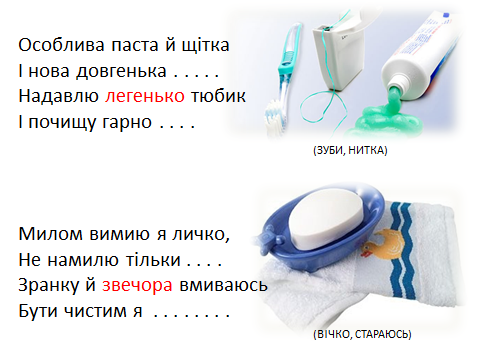 Особлива паста й щітка
І нова довгенька . . . . .
Надавлю легенько тюбик
І почищу гарно . . . .
(ЗУБИ, НИТКА)
Милом вимию я личко,
Не намилю тільки . . . .
Зранку й звечора вмиваюсь
Бути чистим я . . . . . . . .
(ВІЧКО, СТАРАЮСЬ)